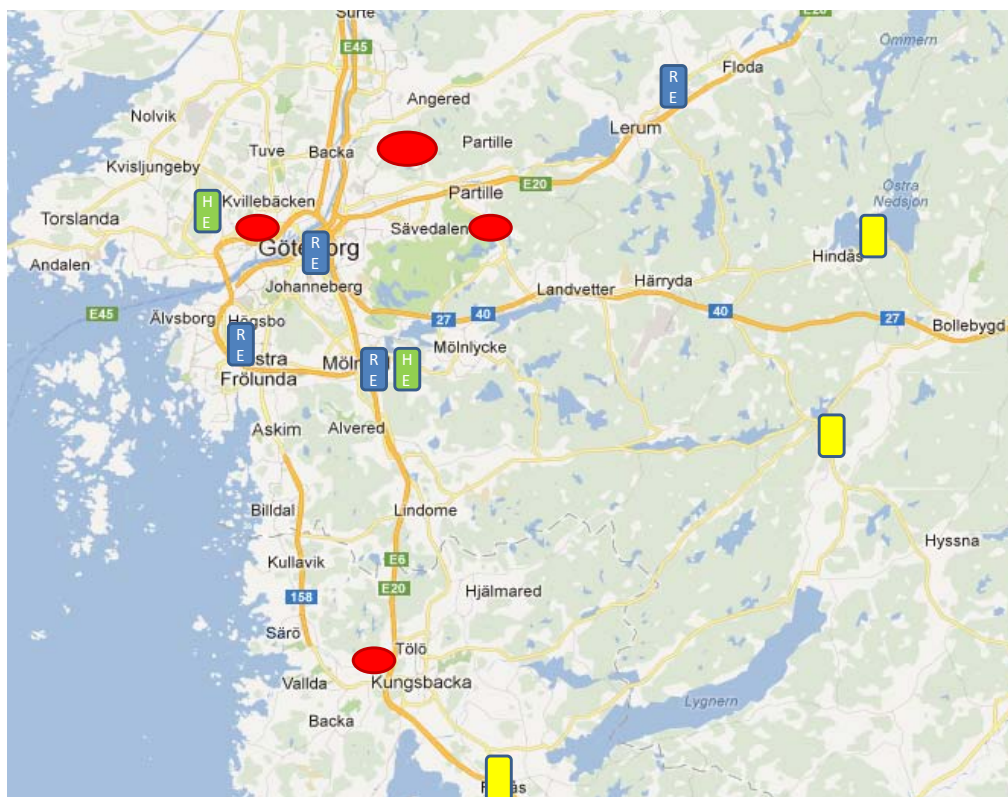 Surte
E20
E45
Ömmern
Floda
R
E
Angered
Nolvik
Lerum
Partille
Tuve
Backa
Kvisljungeby
E20
Partille
Östra
Nedsjön
H
E
Kvillebäcken
Torslanda
Sävedalen
R
E
Hindås
Andalen
Johanneberg
Härryda
Landvetter
E45
Älvsborg
Högsbo
27
40
40
27
Bollebygd
R
E
Mölnlycke
R
E
H
E
Frölunda
Askim
Alvered
Billdal
Lindome
Hyssna
Kullavik
E6
E20
Hjälmared
158
Särö
Tölö
Vallda
Kungsbacka
Lygnern
Backa